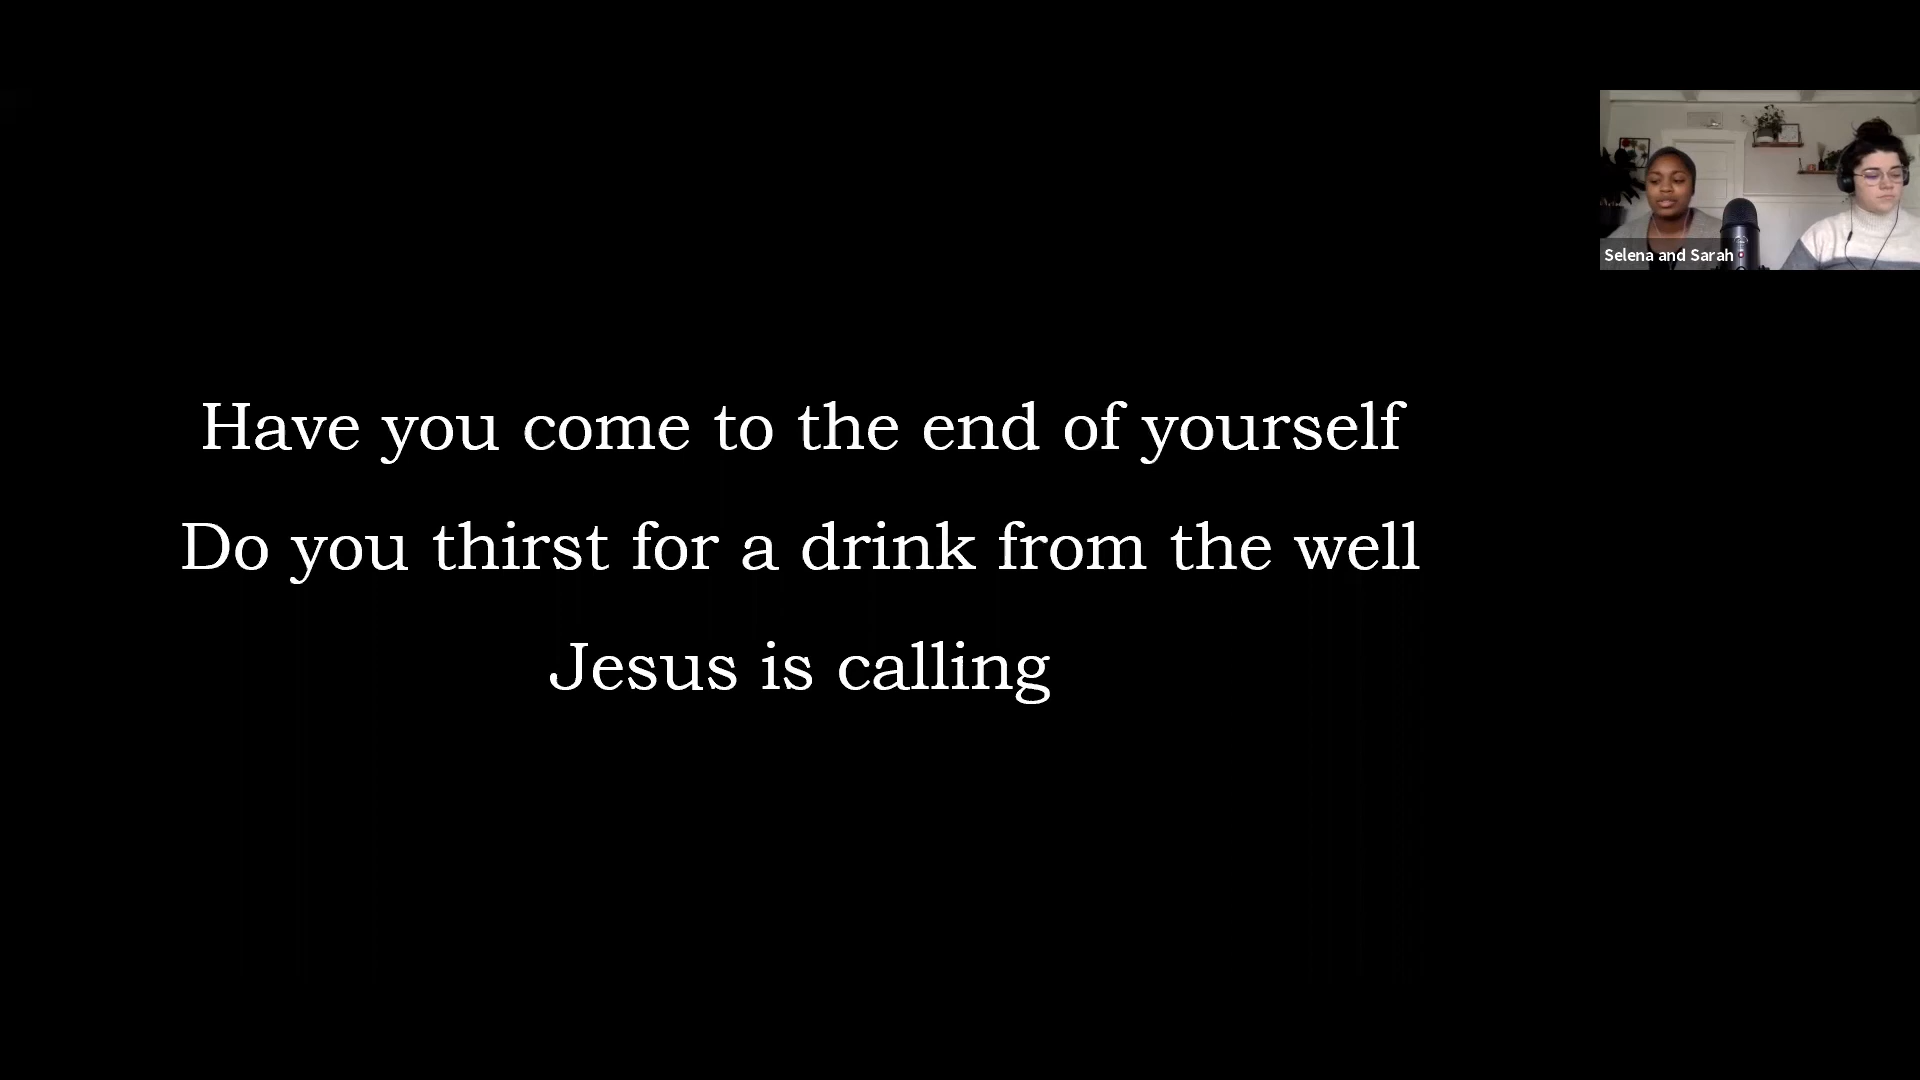 Have you come to the end of yourself
Do you thirst for a drink from the well
Jesus is calling
Selena and Sarah